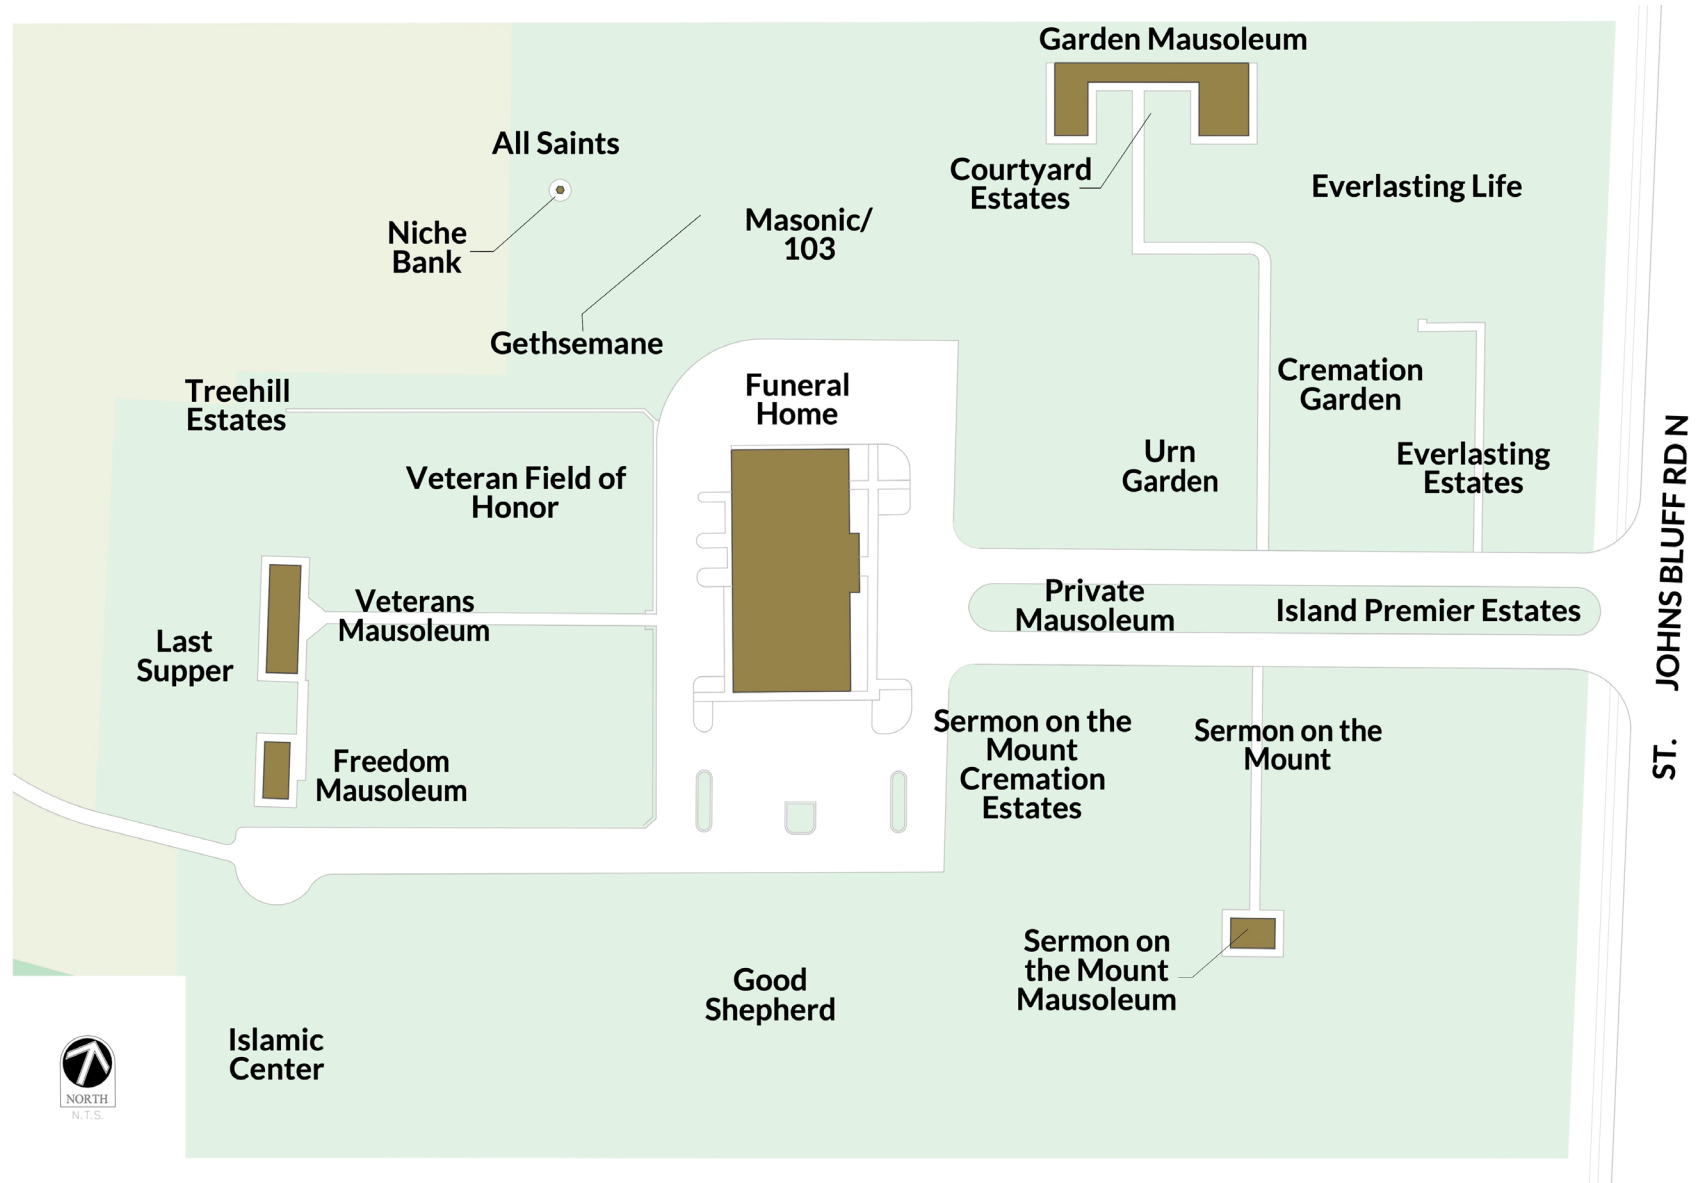 Garden Mausoleum
All Saints
Courtyard
Estates
Everlasting Life
Niche
Bank
Masonic/
103
Gethsemane
Treehill
Estates
Funeral
Home
Cremation
Garden
Urn
Garden
Everlasting
Estates
Veteran Field of
Honor
ST. JOHNS BLUFF RD N
Veterans
Mausoleum
Private
Mausoleum
Island Premier Estates
Last
Supper
Freedom
Mausoleum
Sermon on the
Mount
Cremation
Estates
Sermon on the
Mount
Sermon on
the Mount
Mausoleum
Good
Shepherd
Islamic
Center
NORTH
N.T.S.